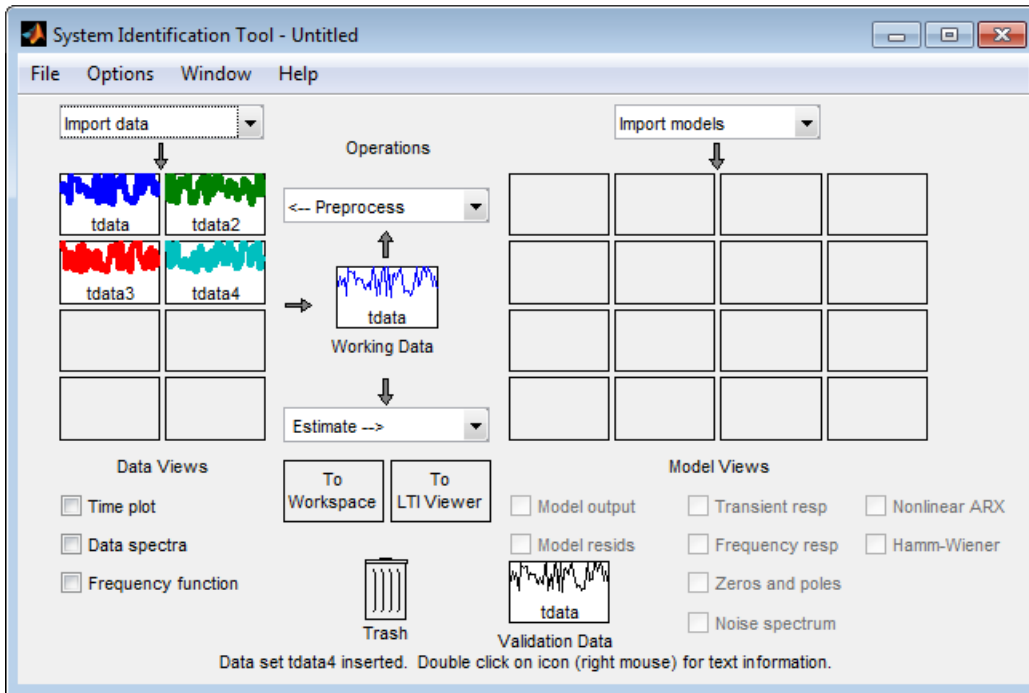 System Identification Tool - Untitled
File Options Window Help
Import data
Import models
Operations
tdata
tdata2
<-- Preprocess
tdata3
tdata4
tdata
Working Data
Estimate -->
Data Views
To Workspace
To LTI Viewer
Model Views
Time plot
Data spectra
Frequency function
Model output
Transient resp
Nonlinear ARX
Model resids
Frequency resp
Hamm-Wiener
Zeros and poles
Noise spectrum
Trash
tdata
Validation Data
Data set tdata4 inserted. Double click on icon (right mouse) for text information.